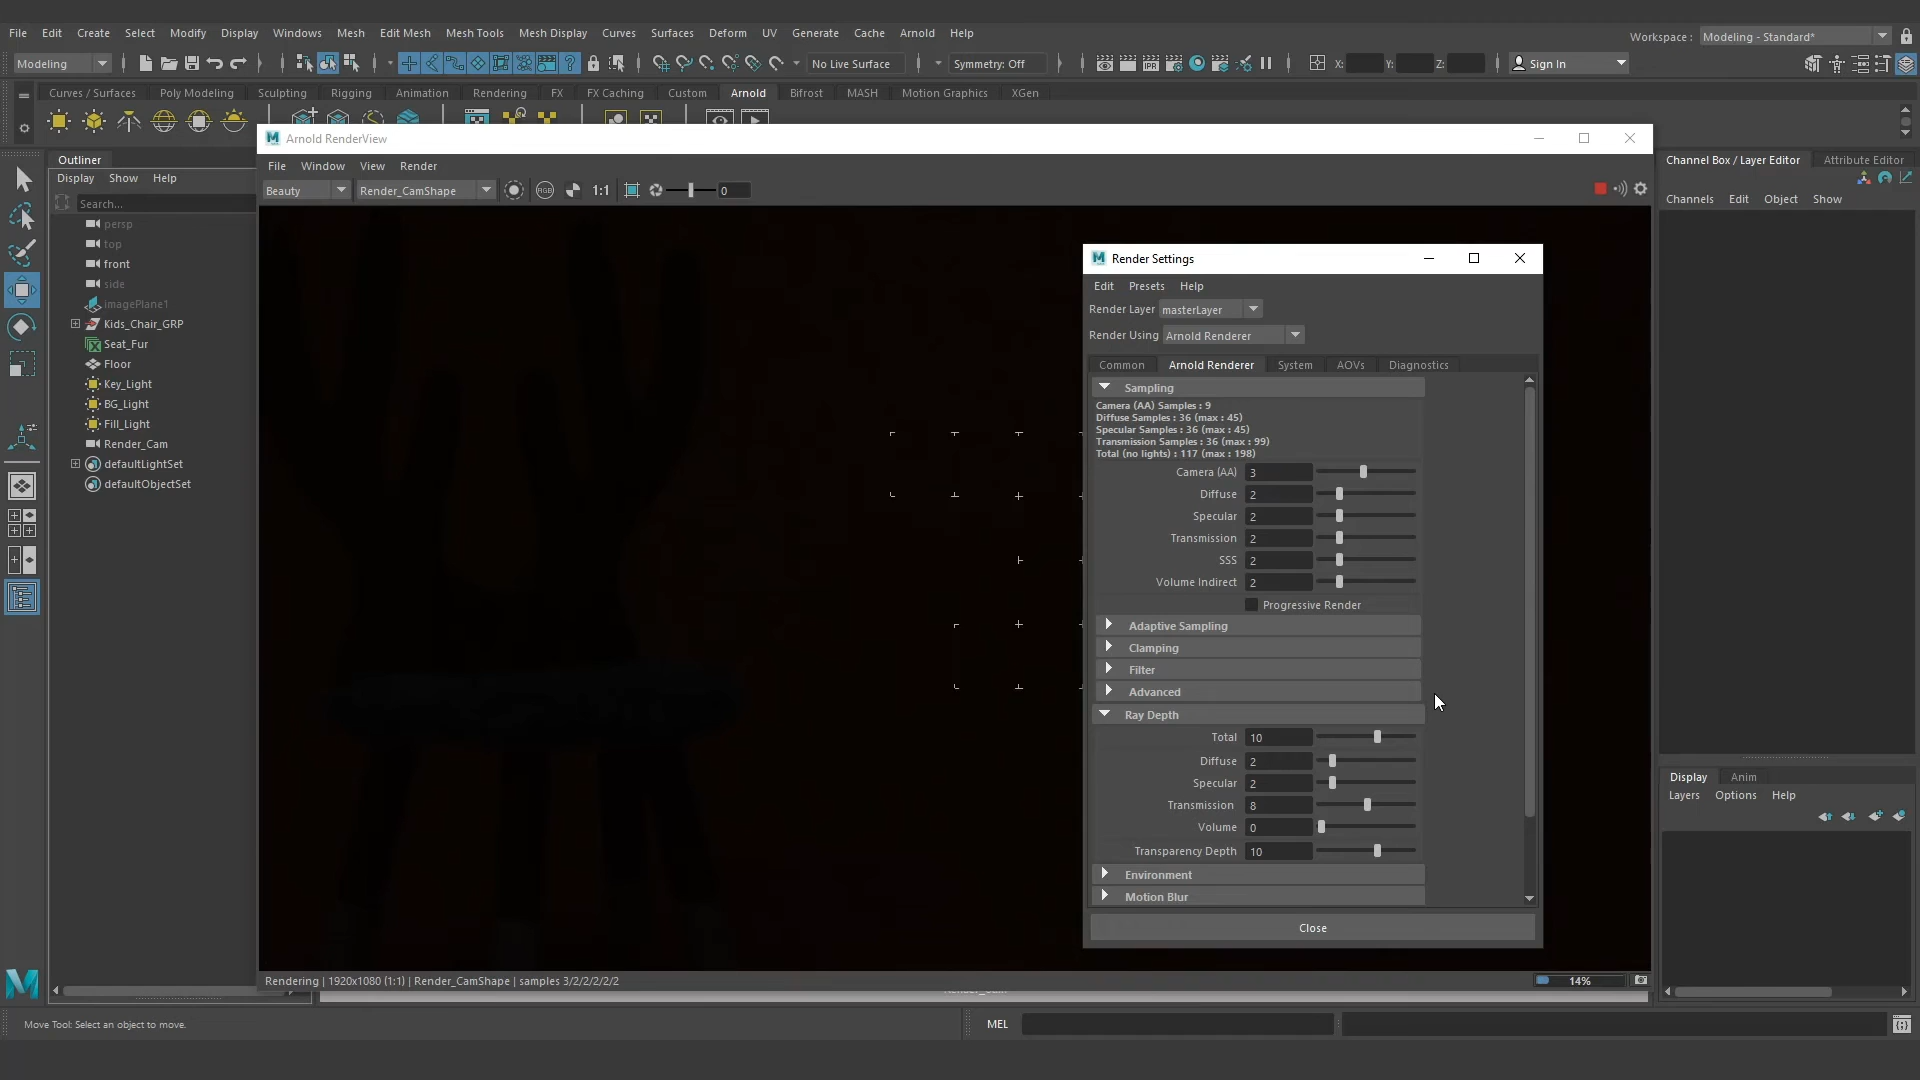 File Edit Create Select Modify Display Windows Mesh Edit Mesh Mesh Tools Mesh Display Curves Surfaces Deform UV Generate Cache Arnold Help
Workspace : Modeling - Standard*
Modeling No Live Surface Symmetry: Off X: Y: Z: Sign In
Curves / Surfaces Poly Modeling Sculpting Rigging Animation Rendering FX FX Caching Custom Arnold Bifrost MASH Motion Graphics XGen
Outliner
Display Show Help
Search...
persp
top
front
side
imagePlane1
Kids_Chair_GRP
Seat_Fur
Floor
Key_Light
BG_Light
Fill_Light
Render_Cam
defaultLightSet
defaultObjectSet
Arnold RenderView
File Window View Render
Beauty Render_CamShape RGB 1:1 0
Render Settings
Edit Presets Help
Render Layer masterLayer
Render Using Arnold Renderer
Common Arnold Renderer System AOVs Diagnostics
Sampling
Camera (AA) Samples : 9
Diffuse Samples : 36 (max : 45)
Specular Samples : 36 (max : 45)
Transmission Samples : 36 (max : 99)
Total (no lights) : 117 (max : 198)
Camera (AA) 3
Diffuse 2
Specular 2
Transmission 2
SSS 2
Volume Indirect 2
Progressive Render
Adaptive Sampling
Clamping
Filter
Advanced
Ray Depth
Total 10
Diffuse 2
Specular 2
Transmission 8
Volume 0
Transparency Depth 10
Environment
Motion Blur
Close
Rendering | 1920x1080 (1:1) | Render_CamShape | samples 3/2/2/2/2/2
14%
Channel Box / Layer Editor Attribute Editor
Channels Edit Object Show
Display Anim
Layers Options Help
Move Tool: Select an object to move.
MEL